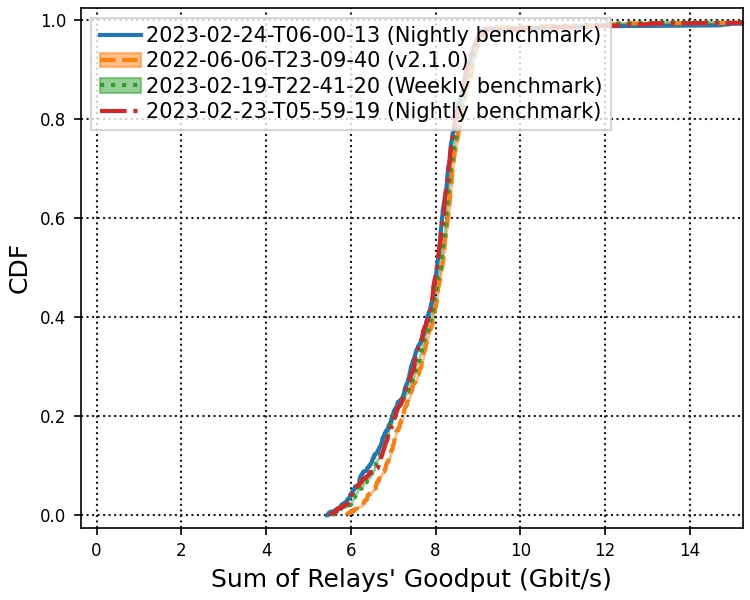 1.0
0.8
0.6
0.4
0.2
0.0
CDF
2023-02-24-T06-00-13 (Nightly benchmark)
2022-06-06-T23-09-40 (v2.1.0)
2023-02-19-T22-41-20 (Weekly benchmark)
2023-02-23-T05-59-19 (Nightly benchmark)
0 2 4 6 8 10 12 14
Sum of Relays' Goodput (Gbit/s)